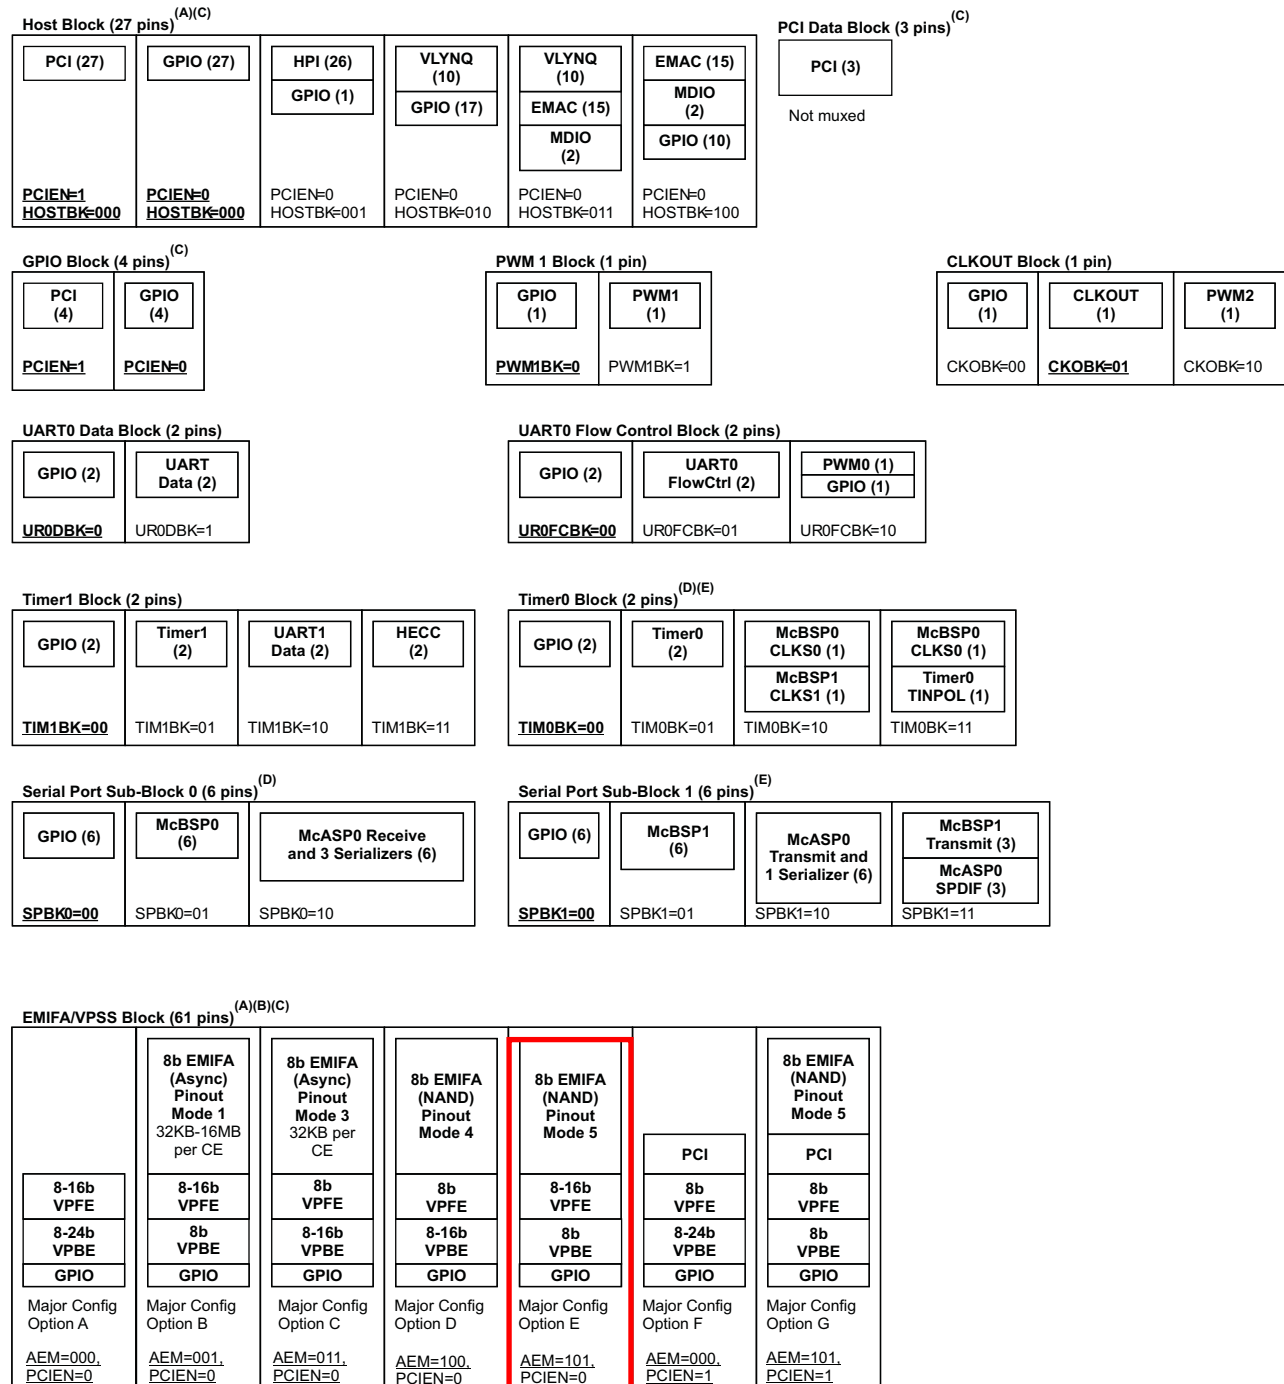 Host Block (27 pins)(A)(C)
PCI (27)
PCIEN=1
HOSTBK=000
GPIO (27)
PCIEN=0
HOSTBK=000
HPI (26)
GPIO (1)
PCIEN=0
HOSTBK=001
VLYNQ
(10)
GPIO (17)
PCIEN=0
HOSTBK=010
VLYNQ
(10)
EMAC (15)
MDIO
(2)
PCIEN=0
HOSTBK=011
EMAC (15)
MDIO
(2)
GPIO (10)
PCIEN=0
HOSTBK=100
PCI Data Block (3 pins)(C)
PCI (3)
Not muxed
GPIO Block (4 pins)(C)
PCI
(4)
PCIEN=1
GPIO
(4)
PCIEN=0
PWM 1 Block (1 pin)
GPIO
(1)
PWM1BK=0
PWM1
(1)
PWM1BK=1
CLKOUT Block (1 pin)
GPIO
(1)
CKOBK=00
CLKOUT
(1)
CKOBK=01
PWM2
(1)
CKOBK=10
UART0 Data Block (2 pins)
GPIO (2)
UR0DBK=0
UART
Data (2)
UR0DBK=1
UART0 Flow Control Block (2 pins)
GPIO (2)
UR0FCBK=00
UART0
FlowCtrl (2)
UR0FCBK=01
PWM0 (1)
GPIO (1)
UR0FCBK=10
Timer1 Block (2 pins)
GPIO (2)
TIM1BK=00
Timer1
(2)
TIM1BK=01
UART1
Data (2)
TIM1BK=10
HECC
(2)
TIM1BK=11
Timer0 Block (2 pins)(D)(E)
GPIO (2)
TIM0BK=00
Timer0
(2)
TIM0BK=01
McBSP0
CLKS0 (1)
McBSP1
CLKS1 (1)
TIM0BK=10
McBSP0
CLKS0 (1)
Timer0
TINPOL (1)
TIM0BK=11
Serial Port Sub-Block 0 (6 pins)(D)
GPIO (6)
SPBK0=00
McBSP0
(6)
SPBK0=01
McASP0 Receive
and 3 Serializers (6)
SPBK0=10
Serial Port Sub-Block 1 (6 pins)(E)
GPIO (6)
SPBK1=00
McBSP1
(6)
SPBK1=01
McASP0
Transmit and
1 Serializer (6)
SPBK1=10
McBSP1
Transmit (3)
McASP0
SPDIF (3)
SPBK1=11
EMIFA/VPSS Block (61 pins)(A)(B)(C)
8-16b
VPFE
8-24b
VPBE
GPIO
Major Config
Option A
AEM=000,
PCIEN=0
8b EMIFA
(Async)
Pinout
Mode 1
32KB-16MB
per CE
8-16b
VPFE
8b
VPBE
GPIO
Major Config
Option B
AEM=001,
PCIEN=0
8b EMIFA
(Async)
Pinout
Mode 3
32KB per
CE
8b
VPFE
8-16b
VPBE
GPIO
Major Config
Option C
AEM=011,
PCIEN=0
8b EMIFA
(NAND)
Pinout
Mode 4
8b
VPFE
8-16b
VPBE
GPIO
Major Config
Option D
AEM=100,
PCIEN=0
8b EMIFA
(NAND)
Pinout
Mode 5
8-16b
VPFE
8b
VPBE
GPIO
Major Config
Option E
AEM=101,
PCIEN=0
PCI
8b
VPFE
8-24b
VPBE
GPIO
Major Config
Option F
AEM=000,
PCIEN=1
8b EMIFA
(NAND)
Pinout
Mode 5
PCI
8b
VPFE
8b
VPBE
GPIO
Major Config
Option G
AEM=101,
PCIEN=1